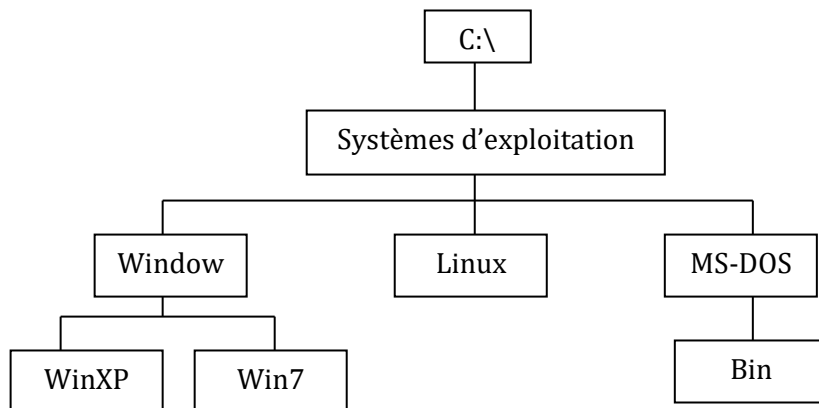 C:\
Systèmes d'exploitation
Window
Linux
MS-DOS
WinXP
Win7
Bin